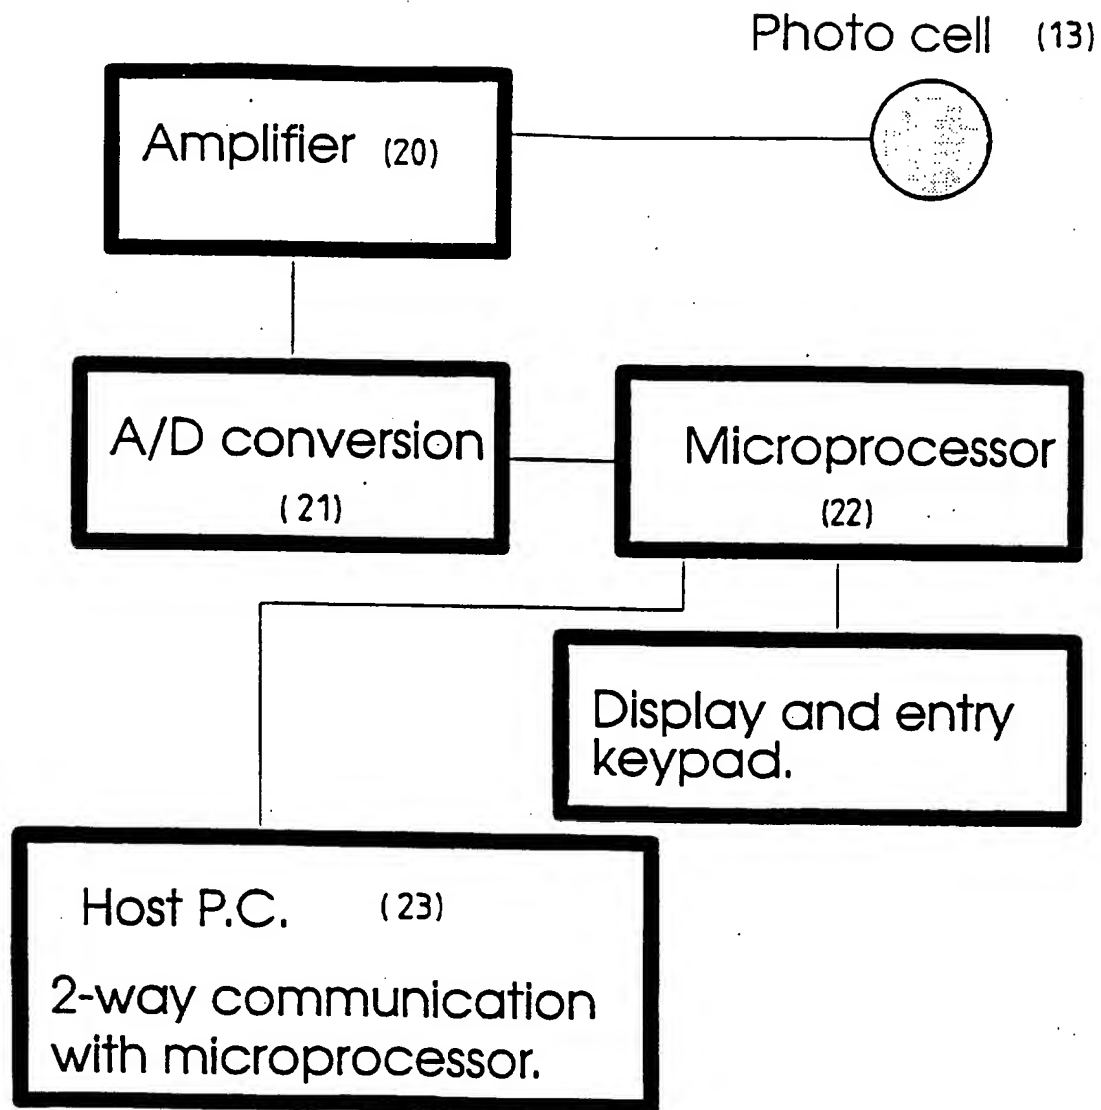 Photo cell (13)
Amplifier (20)
A/D conversion
(21)
Microprocessor
(22)
Display and entry
keypad.
Host P.C. (23)
2-way communication
with microprocessor.